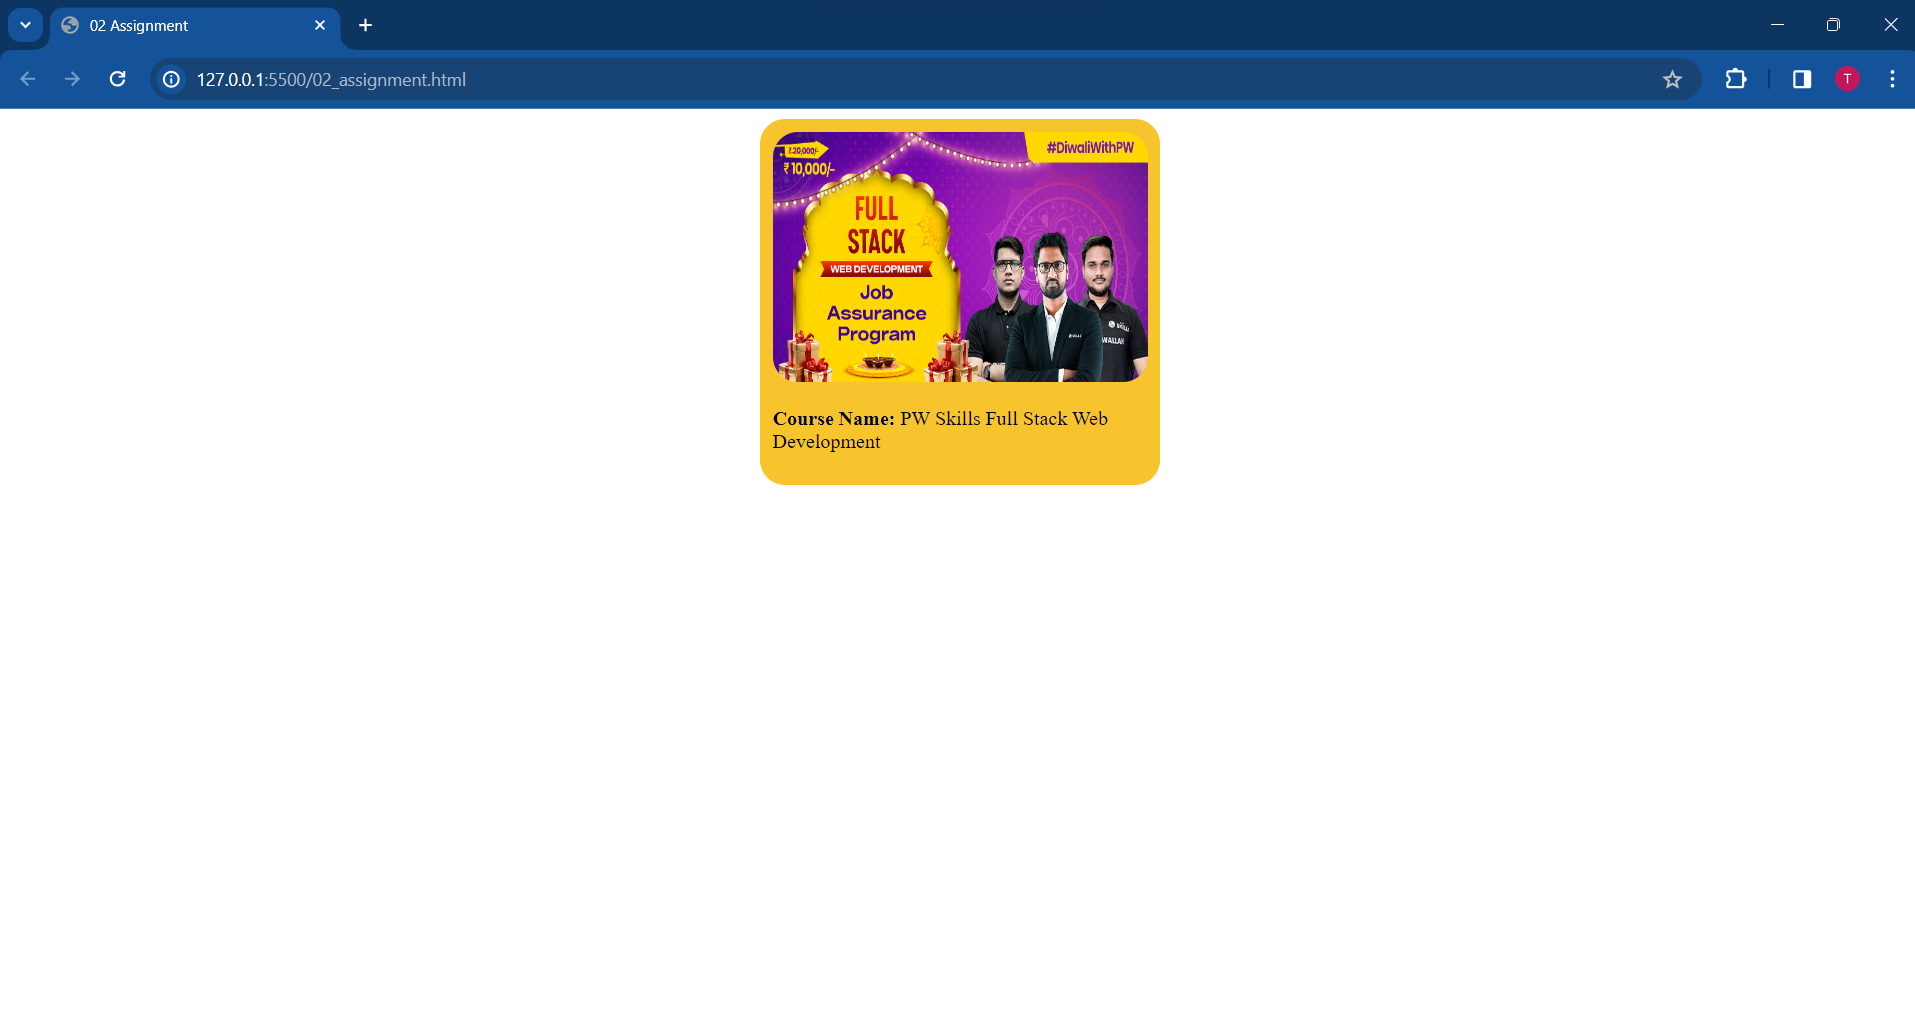 02 Assignment
127.0.0.1:5500/02_assignment.html
T
₹20,000/-
₹10,000/-
#DiwaliWithPW
FULL
STACK
WEB DEVELOPMENT
Job
Assurance
Program
SKILLS
WALLAH
Course Name: PW Skills Full Stack Web
Development